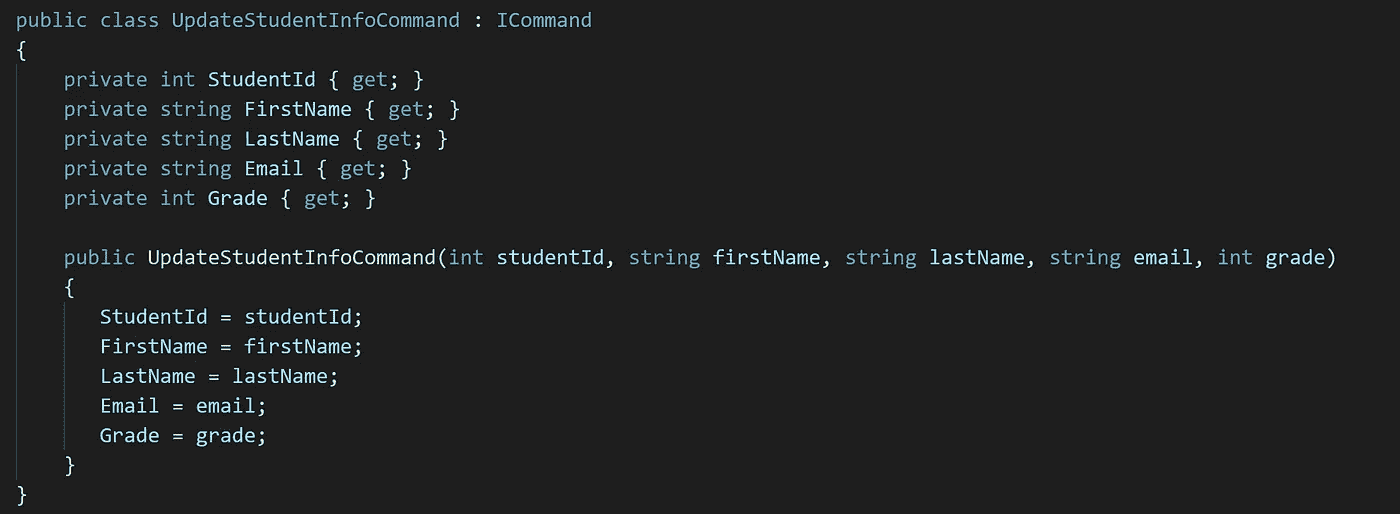 public class UpdateStudentInfoCommand : ICommand
{
    private int StudentId { get; }
    private string FirstName { get; }
    private string LastName { get; }
    private string Email { get; }
    private int Grade { get; }

    public UpdateStudentInfoCommand(int studentId, string firstName, string lastName, string email, int grade)
    {
       StudentId = studentId;
       FirstName = firstName;
       LastName = lastName;
       Email = email;
       Grade = grade;
    }
}